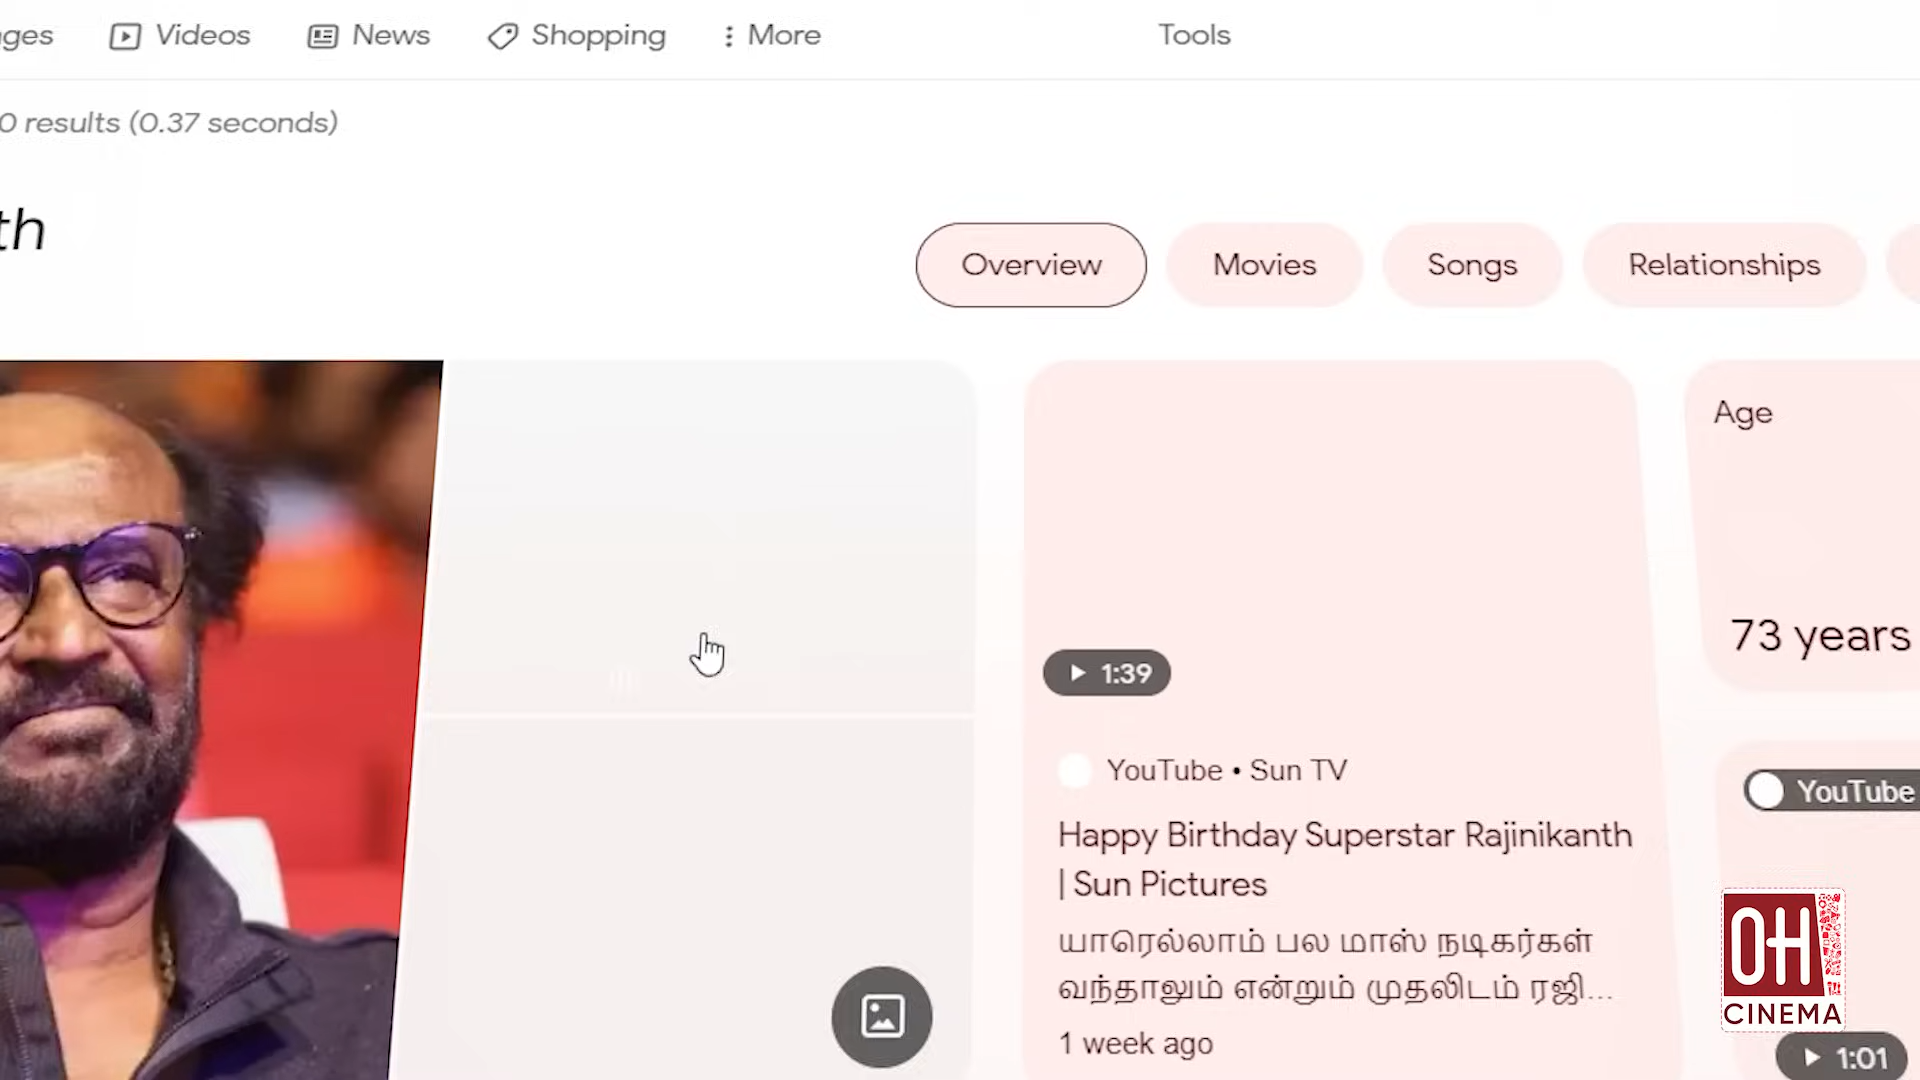 ges Videos News Shopping More Tools
0 results (0.37 seconds)
th
Overview Movies Songs Relationships
Age
73 years
1:39
YouTube • Sun TV
YouTube
Happy Birthday Superstar Rajinikanth
| Sun Pictures
யாரெல்லாம் பல மாஸ் நடிகர்கள்
வந்தாலும் என்றும் முதலிடம் ரஜி...
1 week ago
OH
CINEMA
1:01